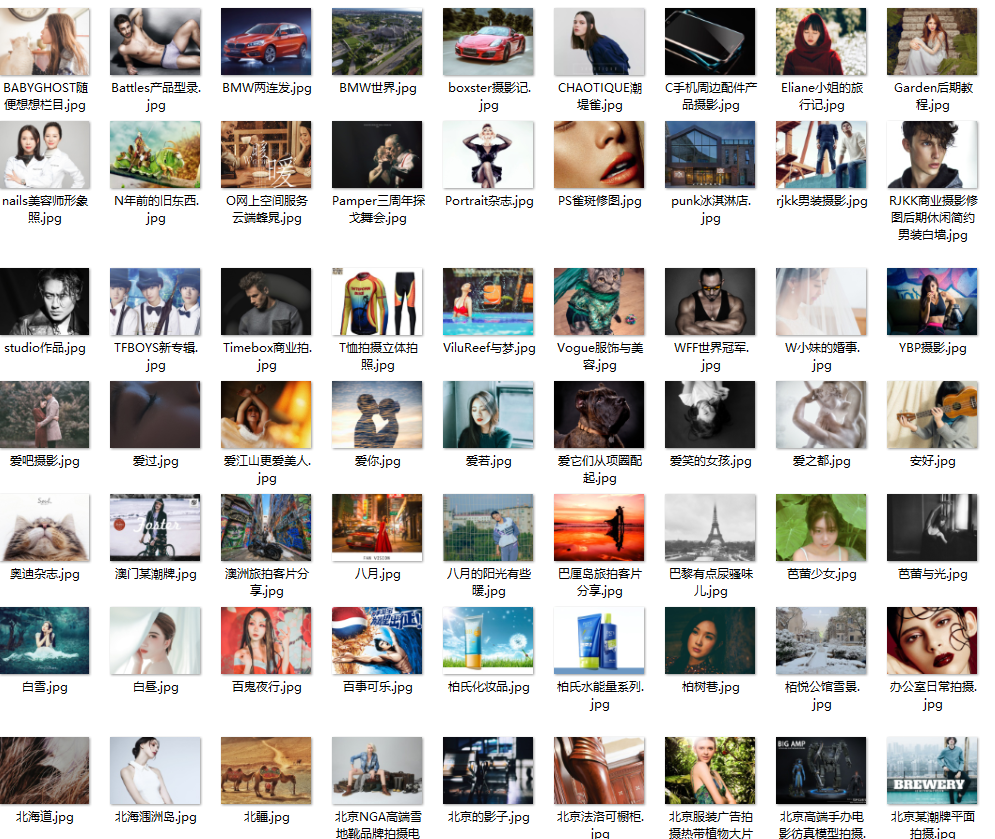 BABYGHOST随
便想想栏目.jpg
Battles产品型录.
jpg
BMW两连发.jpg
BMW世界.jpg
boxster摄影记.
jpg
CHAOTIQUE潮
堤雀.jpg
C手机周边配件产
品摄影.jpg
Eliane小姐的旅
行记.jpg
Garden后期教
程.jpg
nails美容师形象
照.jpg
N年前的旧东西.
jpg
暖
O网上空间服务
云端蜂晁.jpg
Pamper三周年探
戈舞会.jpg
Portrait杂志.jpg
PS雀斑修图.jpg
punk冰淇淋店.
jpg
rjkk男装摄影.jpg
RJKK商业摄影修
图后期休闲简约
男装白墙.jpg
studio作品.jpg
TFBOYS新专辑.
jpg
Timebox商业拍.
jpg
T恤拍摄立体拍
照.jpg
ViluReef与梦.jpg
Vogue服饰与美
容.jpg
WFF世界冠军.
jpg
W小妹的婚事.
jpg
YBP摄影.jpg
爱吧摄影.jpg
爱过.jpg
爱江山更爱美人.
jpg
爱你.jpg
爱若.jpg
爱它们从项圈配
起.jpg
爱笑的女孩.jpg
爱之都.jpg
安好.jpg
奥迪杂志.jpg
Foster
澳门某潮牌.jpg
澳洲旅拍客片分
享.jpg
FAN VISION
八月.jpg
八月的阳光有些
暖.jpg
巴厘岛旅拍客片
分享.jpg
巴黎有点尿骚味
儿.jpg
芭蕾少女.jpg
芭蕾与光.jpg
白雪.jpg
白昼.jpg
百鬼夜行.jpg
百事可乐.jpg
柏氏化妆品.jpg
柏氏水能量系列.
jpg
柏树巷.jpg
栢悦公馆雪景.
jpg
办公室日常拍摄.
jpg
北海道.jpg
北海涠洲岛.jpg
北疆.jpg
北京NGA高端雪
地靴品牌拍摄电
北京的影子.jpg
北京法洛可橱柜.
jpg
北京服装广告拍
摄热带植物大片
BIG AMP
北京高端手办电
影仿真模型拍摄.
BREWERY
北京某潮牌平面
拍摄.jpg